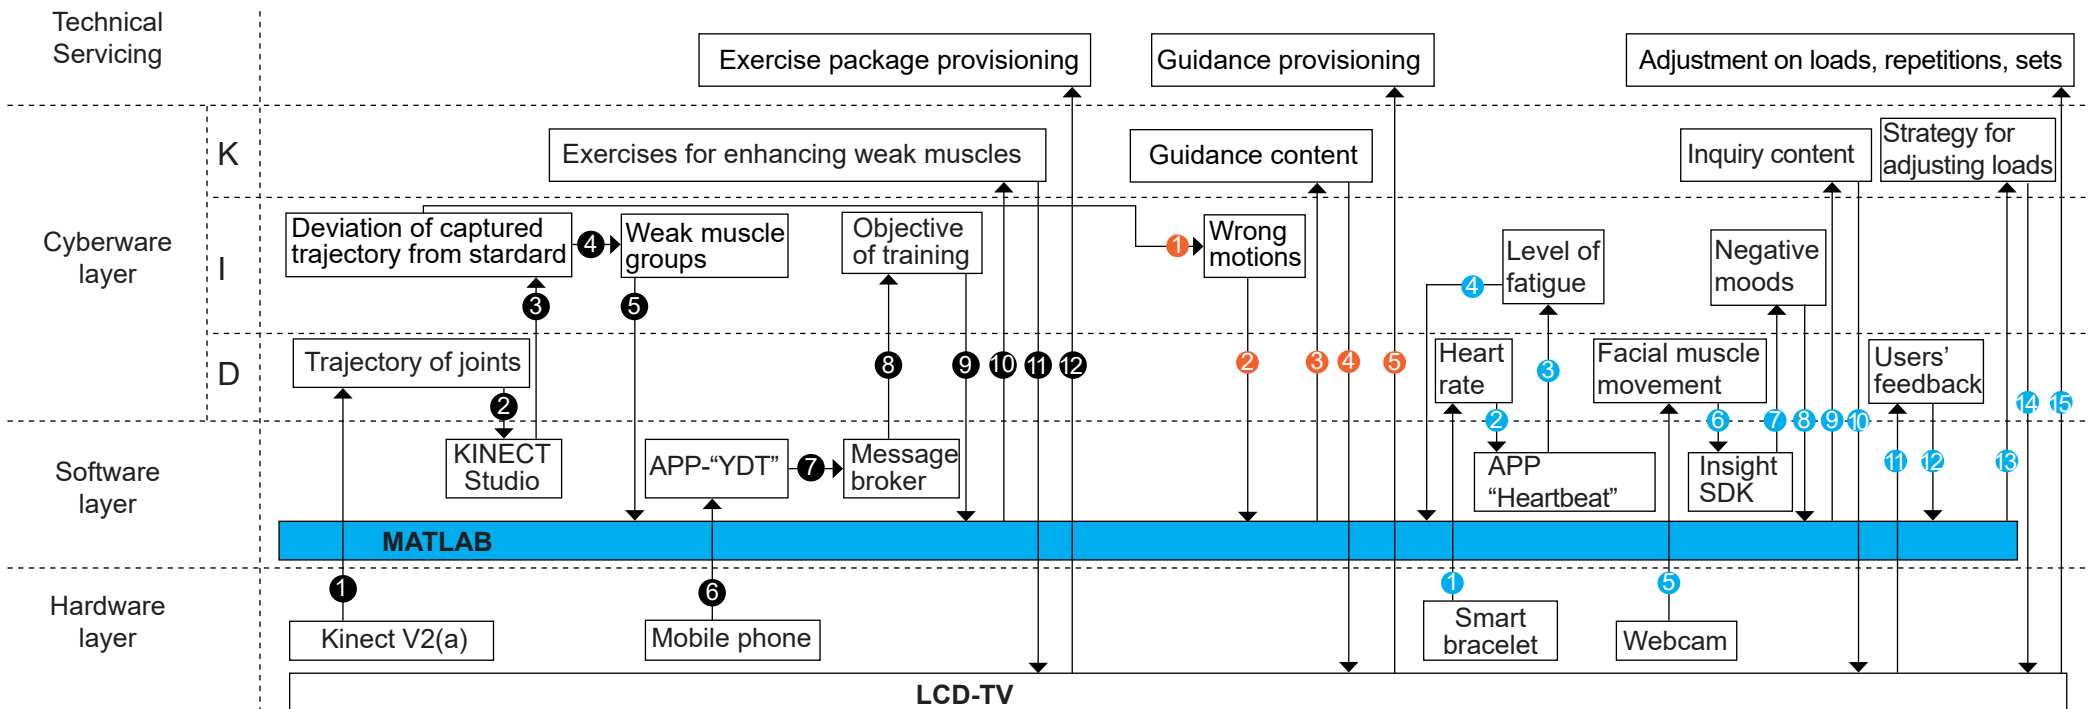 Technical
Servicing
Exercise package provisioning
Guidance provisioning
Adjustment on loads, repetitions, sets
Cyberware
layer
K
Exercises for enhancing weak muscles
Guidance content
Inquiry content
Strategy for
adjusting loads
I
Deviation of captured
trajectory from stardard
4
Weak muscle
groups
Objective
of training
1
Wrong
motions
Level of
fatigue
4
Negative
moods
3
5
D
Trajectory of joints
2
8
9
10
11
12
2
3
4
5
Heart
rate
2
3
Facial muscle
movement
6
7
8
9
10
Users’
feedback
14
15
Software
layer
KINECT
Studio
APP-“YDT”
7
Message
broker
APP
“Heartbeat”
Insight
SDK
11
12
13
MATLAB
Hardware
layer
1
6
1
5
Kinect V2(a)
Mobile phone
Smart
bracelet
Webcam
LCD-TV